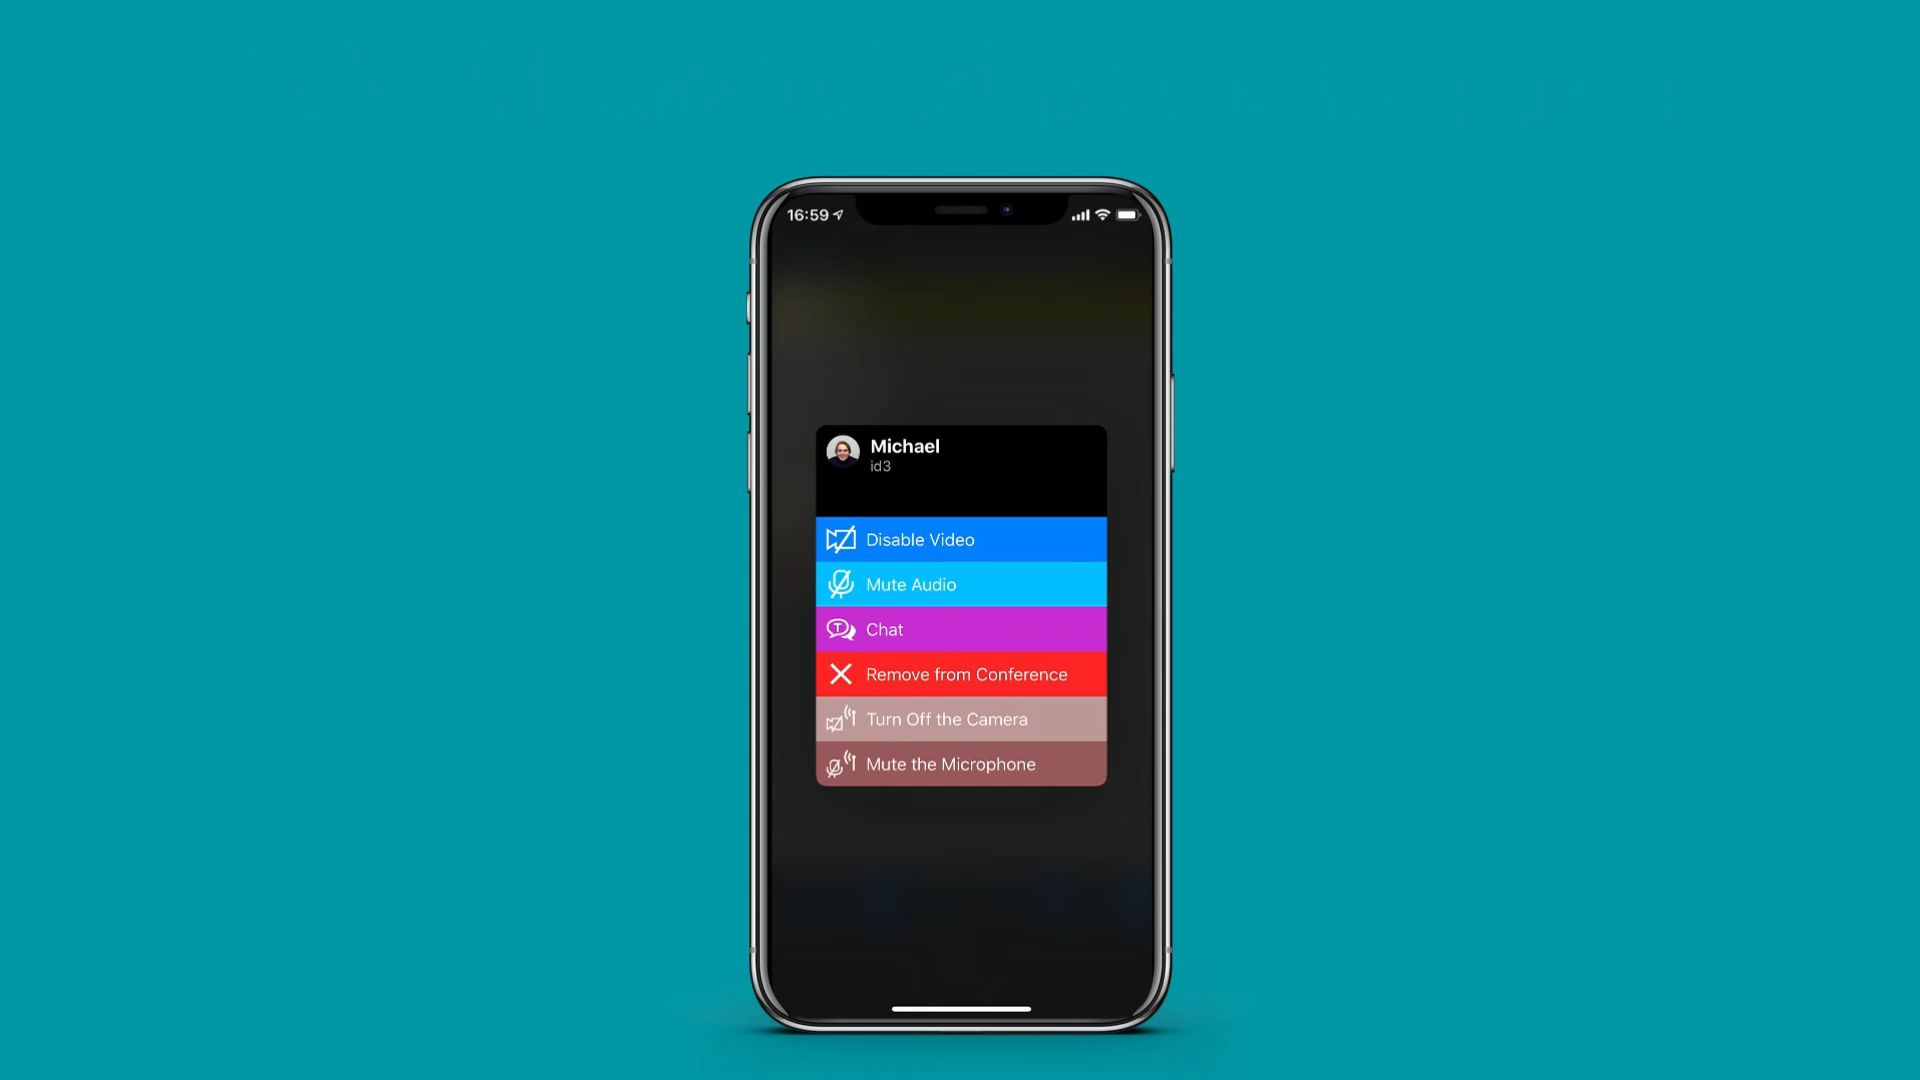 16:59
Michael
id3
Disable Video
Mute Audio
Chat
Remove from Conference
Turn Off the Camera
Mute the Microphone